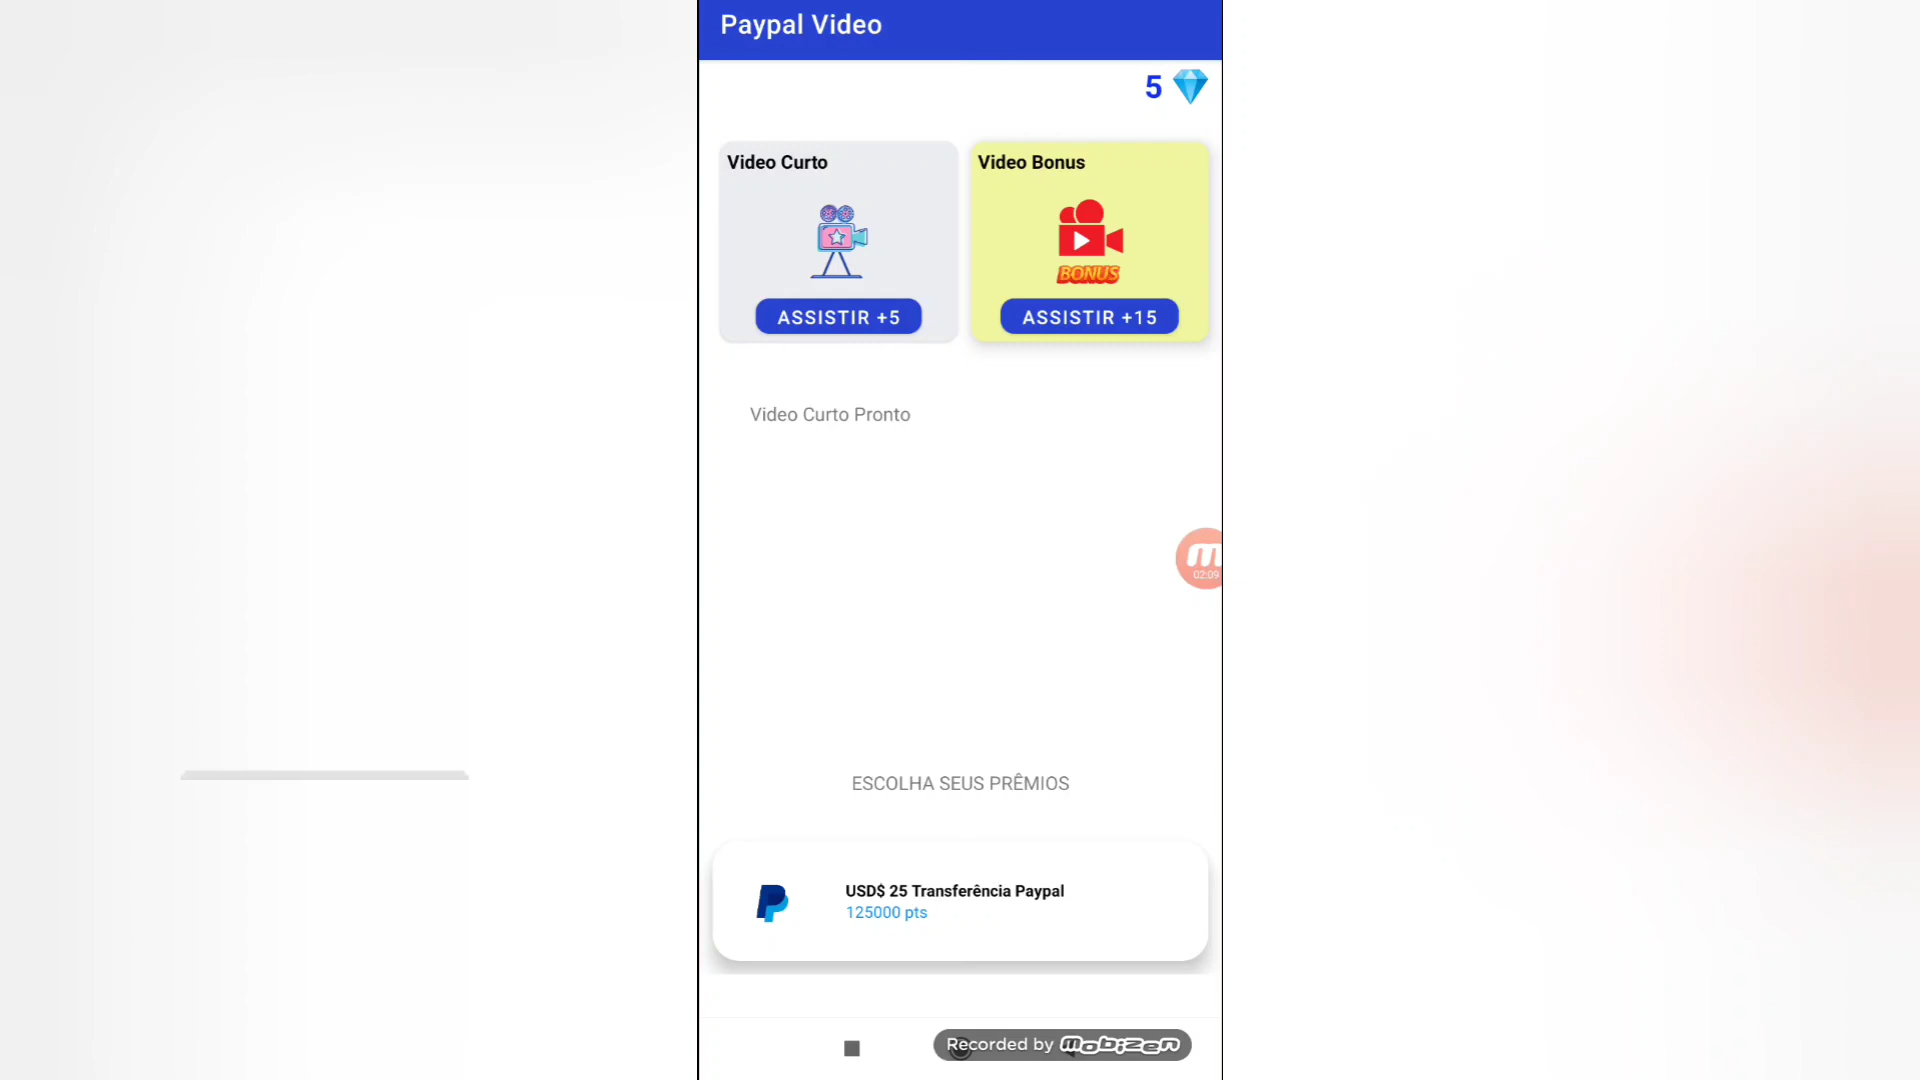 Paypal Video
5
Video Curto
Video Bonus
BONUS
ASSISTIR +5
ASSISTIR +15
Video Curto Pronto
m
02:09
ESCOLHA SEUS PRÊMIOS
USD$ 25 Transferência Paypal
125000 pts
Recorded by mobizen